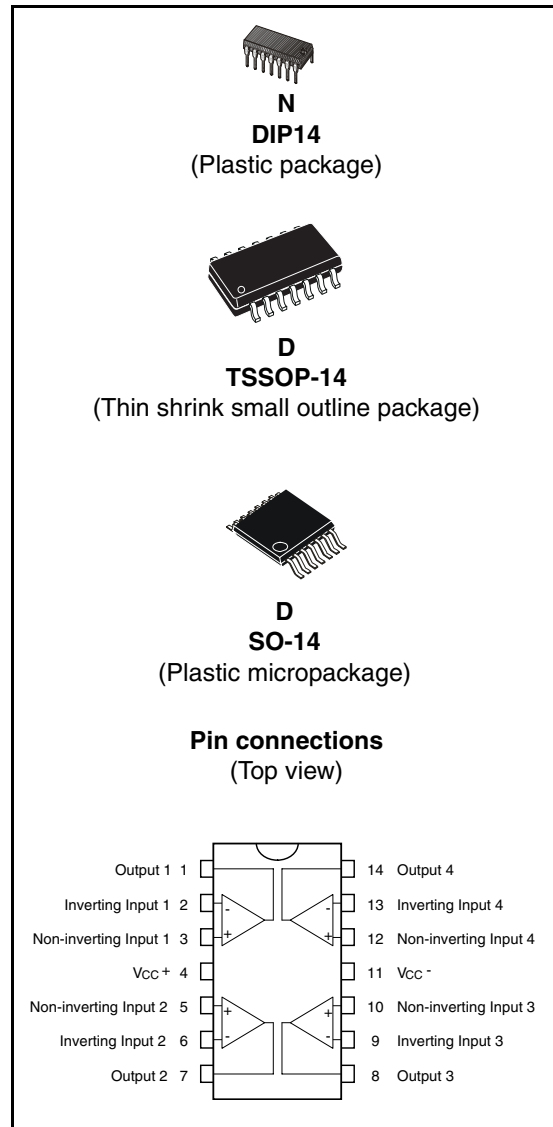 N
DIP14
(Plastic package)
D
TSSOP-14
(Thin shrink small outline package)
D
SO-14
(Plastic micropackage)
Pin connections
(Top view)
Output 1 1 14 Output 4
Inverting Input 1 2 - - 13 Inverting Input 4
Non-inverting Input 1 3 + + 12 Non-inverting Input 4
VCC + 4 11 VCC -
Non-inverting Input 2 5 + + 10 Non-inverting Input 3
Inverting Input 2 6 - - 9 Inverting Input 3
Output 2 7 8 Output 3